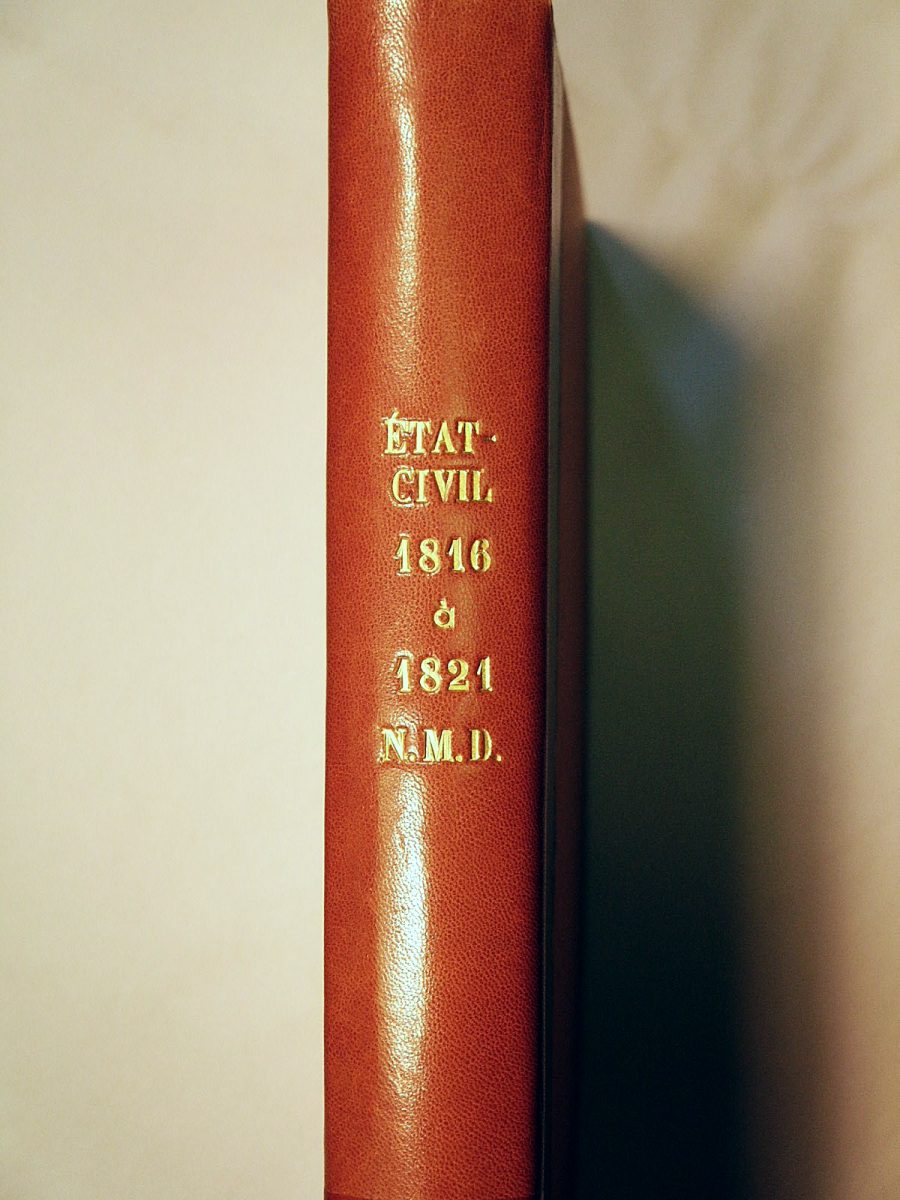 ÉTAT-
CIVIL
1816
à
1821
N.M.D.